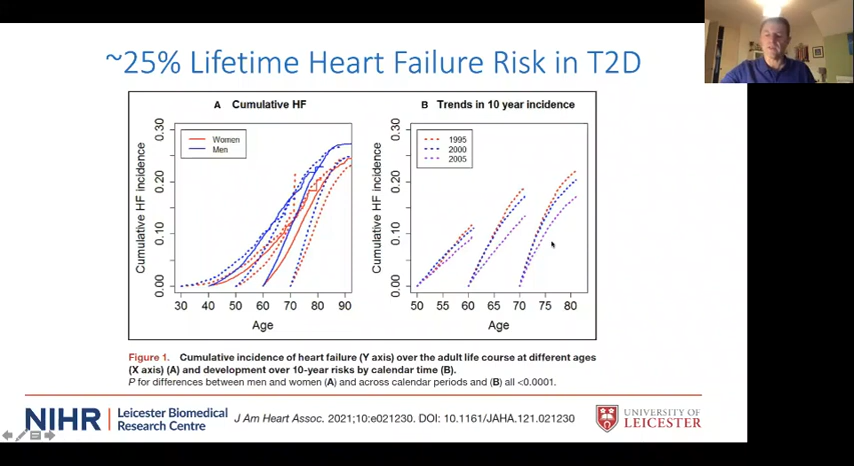 ~25% Lifetime Heart Failure Risk in T2D
A Cumulative HF
Cumulative HF incidence
0.30
0.20
0.10
0.00
Women
Men
30 40 50 60 70 80 90
Age
B Trends in 10 year incidence
Cumulative HF incidence
0.30
0.20
0.10
0.00
1995
2000
2005
50 55 60 65 70 75 80
Age
Figure 1. Cumulative incidence of heart failure (Y axis) over the adult life course at different ages
(X axis) (A) and development over 10-year risks by calendar time (B).
P for differences between men and women (A) and across calendar periods and (B) all <0.0001.
NIHR
Leicester Biomedical
Research Centre
J Am Heart Assoc. 2021;10:e021230. DOI: 10.1161/JAHA.121.021230
UNIVERSITY OF
LEICESTER